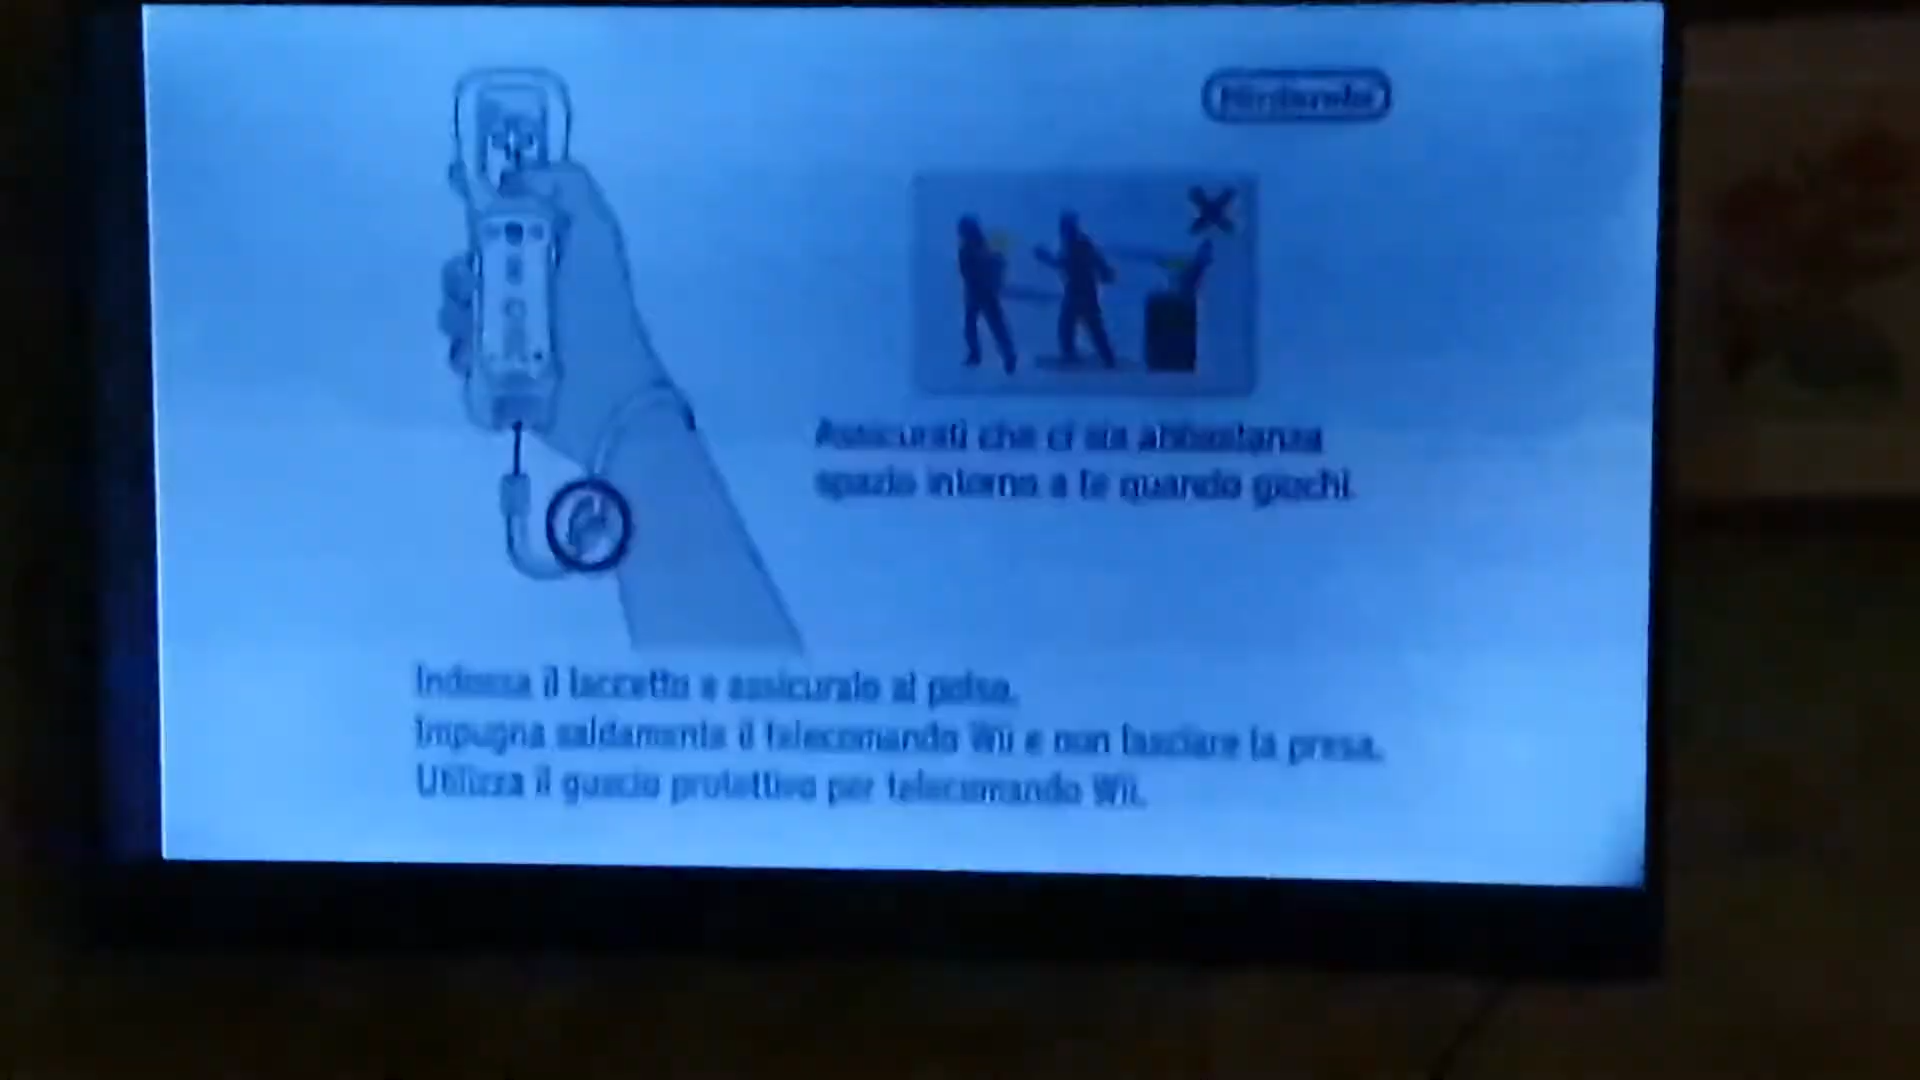 Nintendo
Assicurati che ci sia abbastanza
spazio intorno a te quando giochi.
Indossa il laccetto e assicuralo al polso.
Impugna saldamente il telecomando Wii e non lasciare la presa.
Utilizza il guscio protettivo per telecomando Wii.